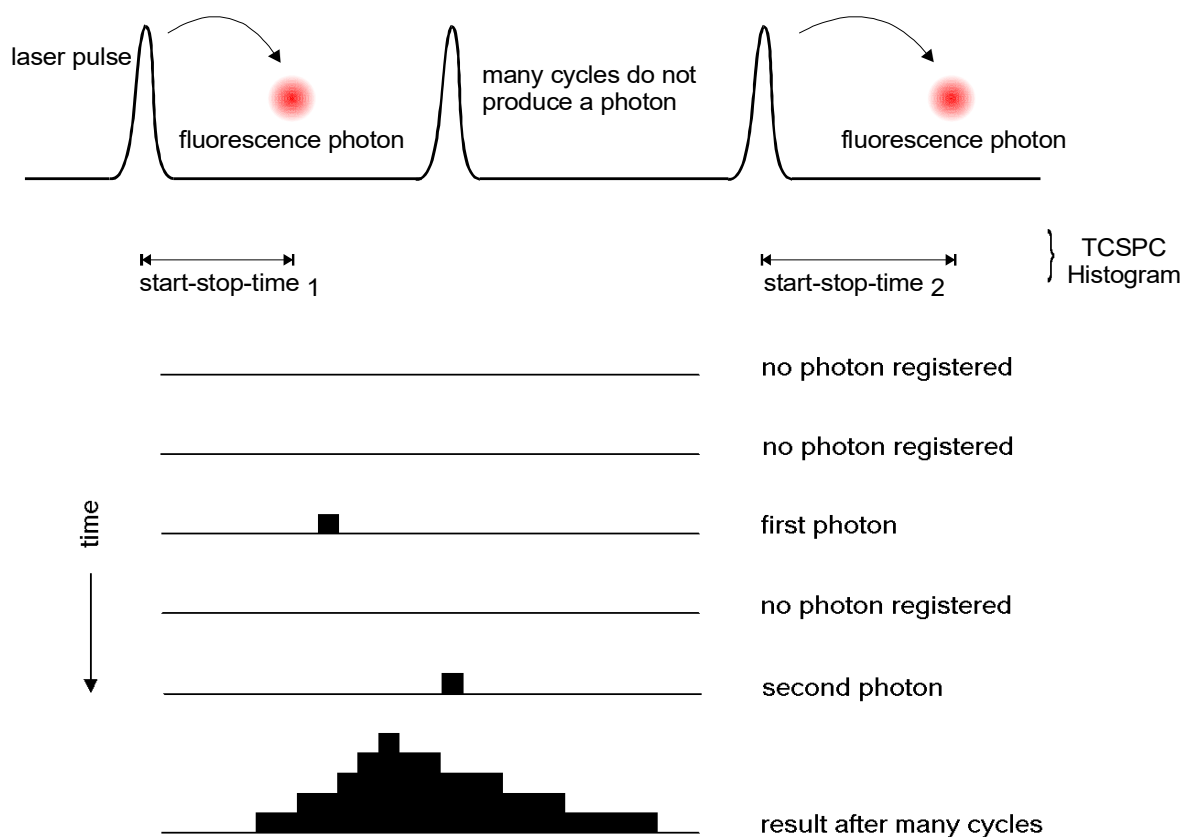 laser pulse
fluorescence photon
many cycles do not
produce a photon
fluorescence photon
start-stop-time 1
start-stop-time 2
TCSPC
Histogram
no photon registered
no photon registered
time
first photon
no photon registered
second photon
result after many cycles